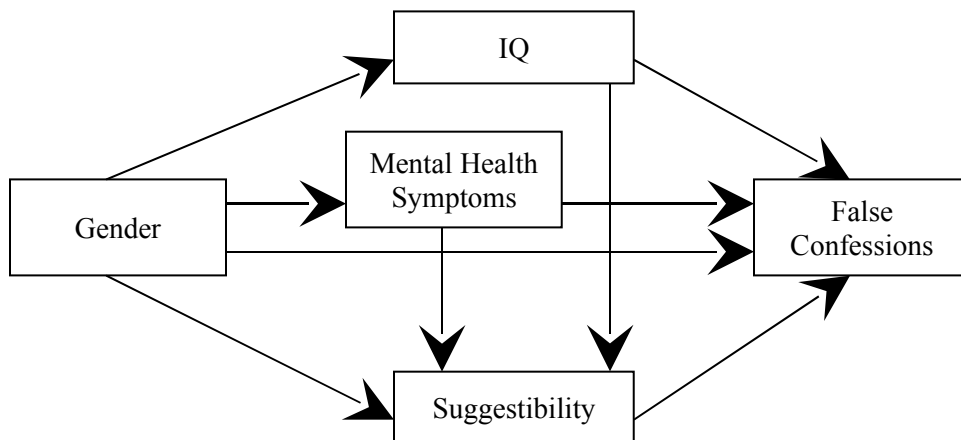 IQ
Mental Health
Symptoms
Gender
False
Confessions
Suggestibility